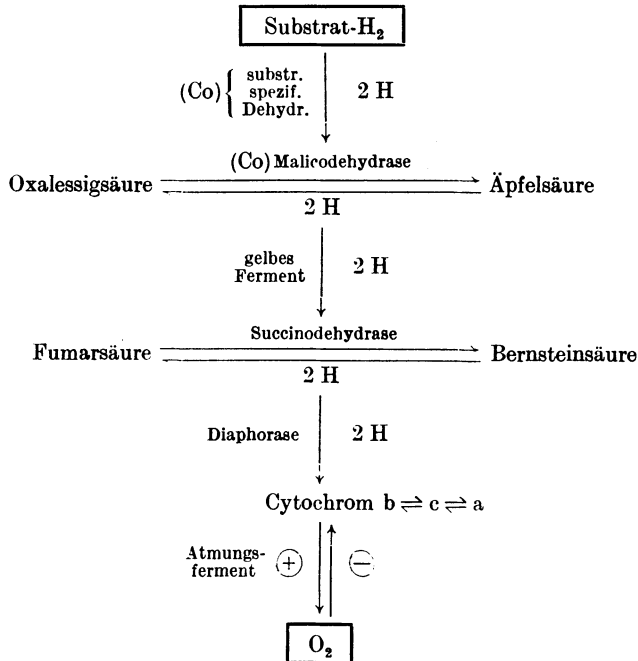 Substrat-H₂
(Co) { substr. spezif. Dehydr. 2 H
(Co) Malicodehydrase
Oxalessigsäure ⇌ Äpfelsäure
2 H
gelbes
Ferment 2 H
Succinodehydrase
Fumarsäure ⇌ Bernsteinsäure
2 H
Diaphorase 2 H
Cytochrom b ⇌ c ⇌ a
Atmungs-
ferment + −
O₂